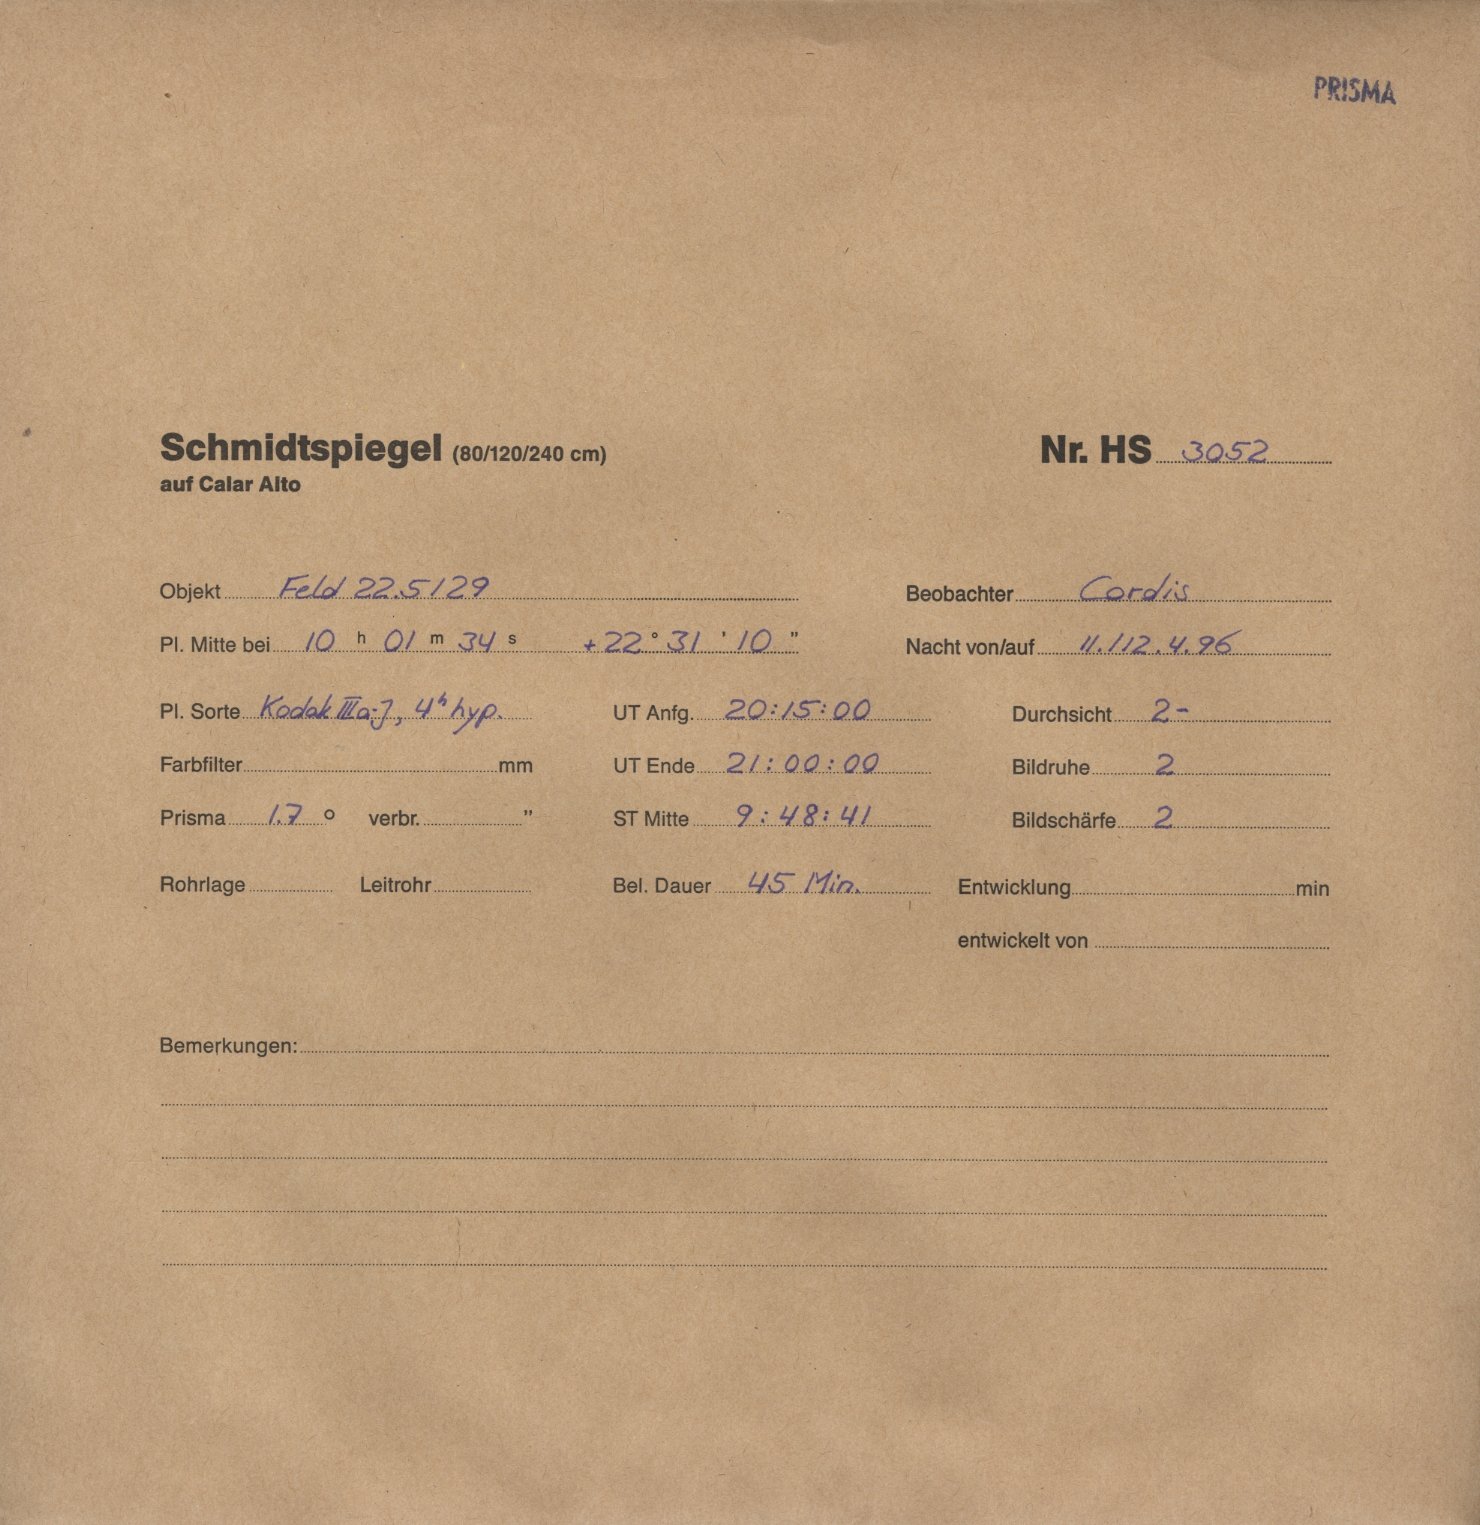 PRISMA
Schmidtspiegel (80/120/240 cm) Nr. HS 3052
auf Calar Alto
Objekt Feld 22.5/29 Beobachter Cordis
Pl. Mitte bei 10 h 01 m 34 s +22 ° 31 ' 10 " Nacht von/auf 11./12.4.96
Pl. Sorte Kodak IIIa-J, 4h hyp. UT Anfg. 20:15:00 Durchsicht 2-
Farbfilter mm UT Ende 21:00:00 Bildruhe 2
Prisma 1.7 ° verbr. " ST Mitte 9:48:41 Bildschärfe 2
Rohrlage Leitrohr Bel. Dauer 45 Min. Entwicklung min
entwickelt von
Bemerkungen: